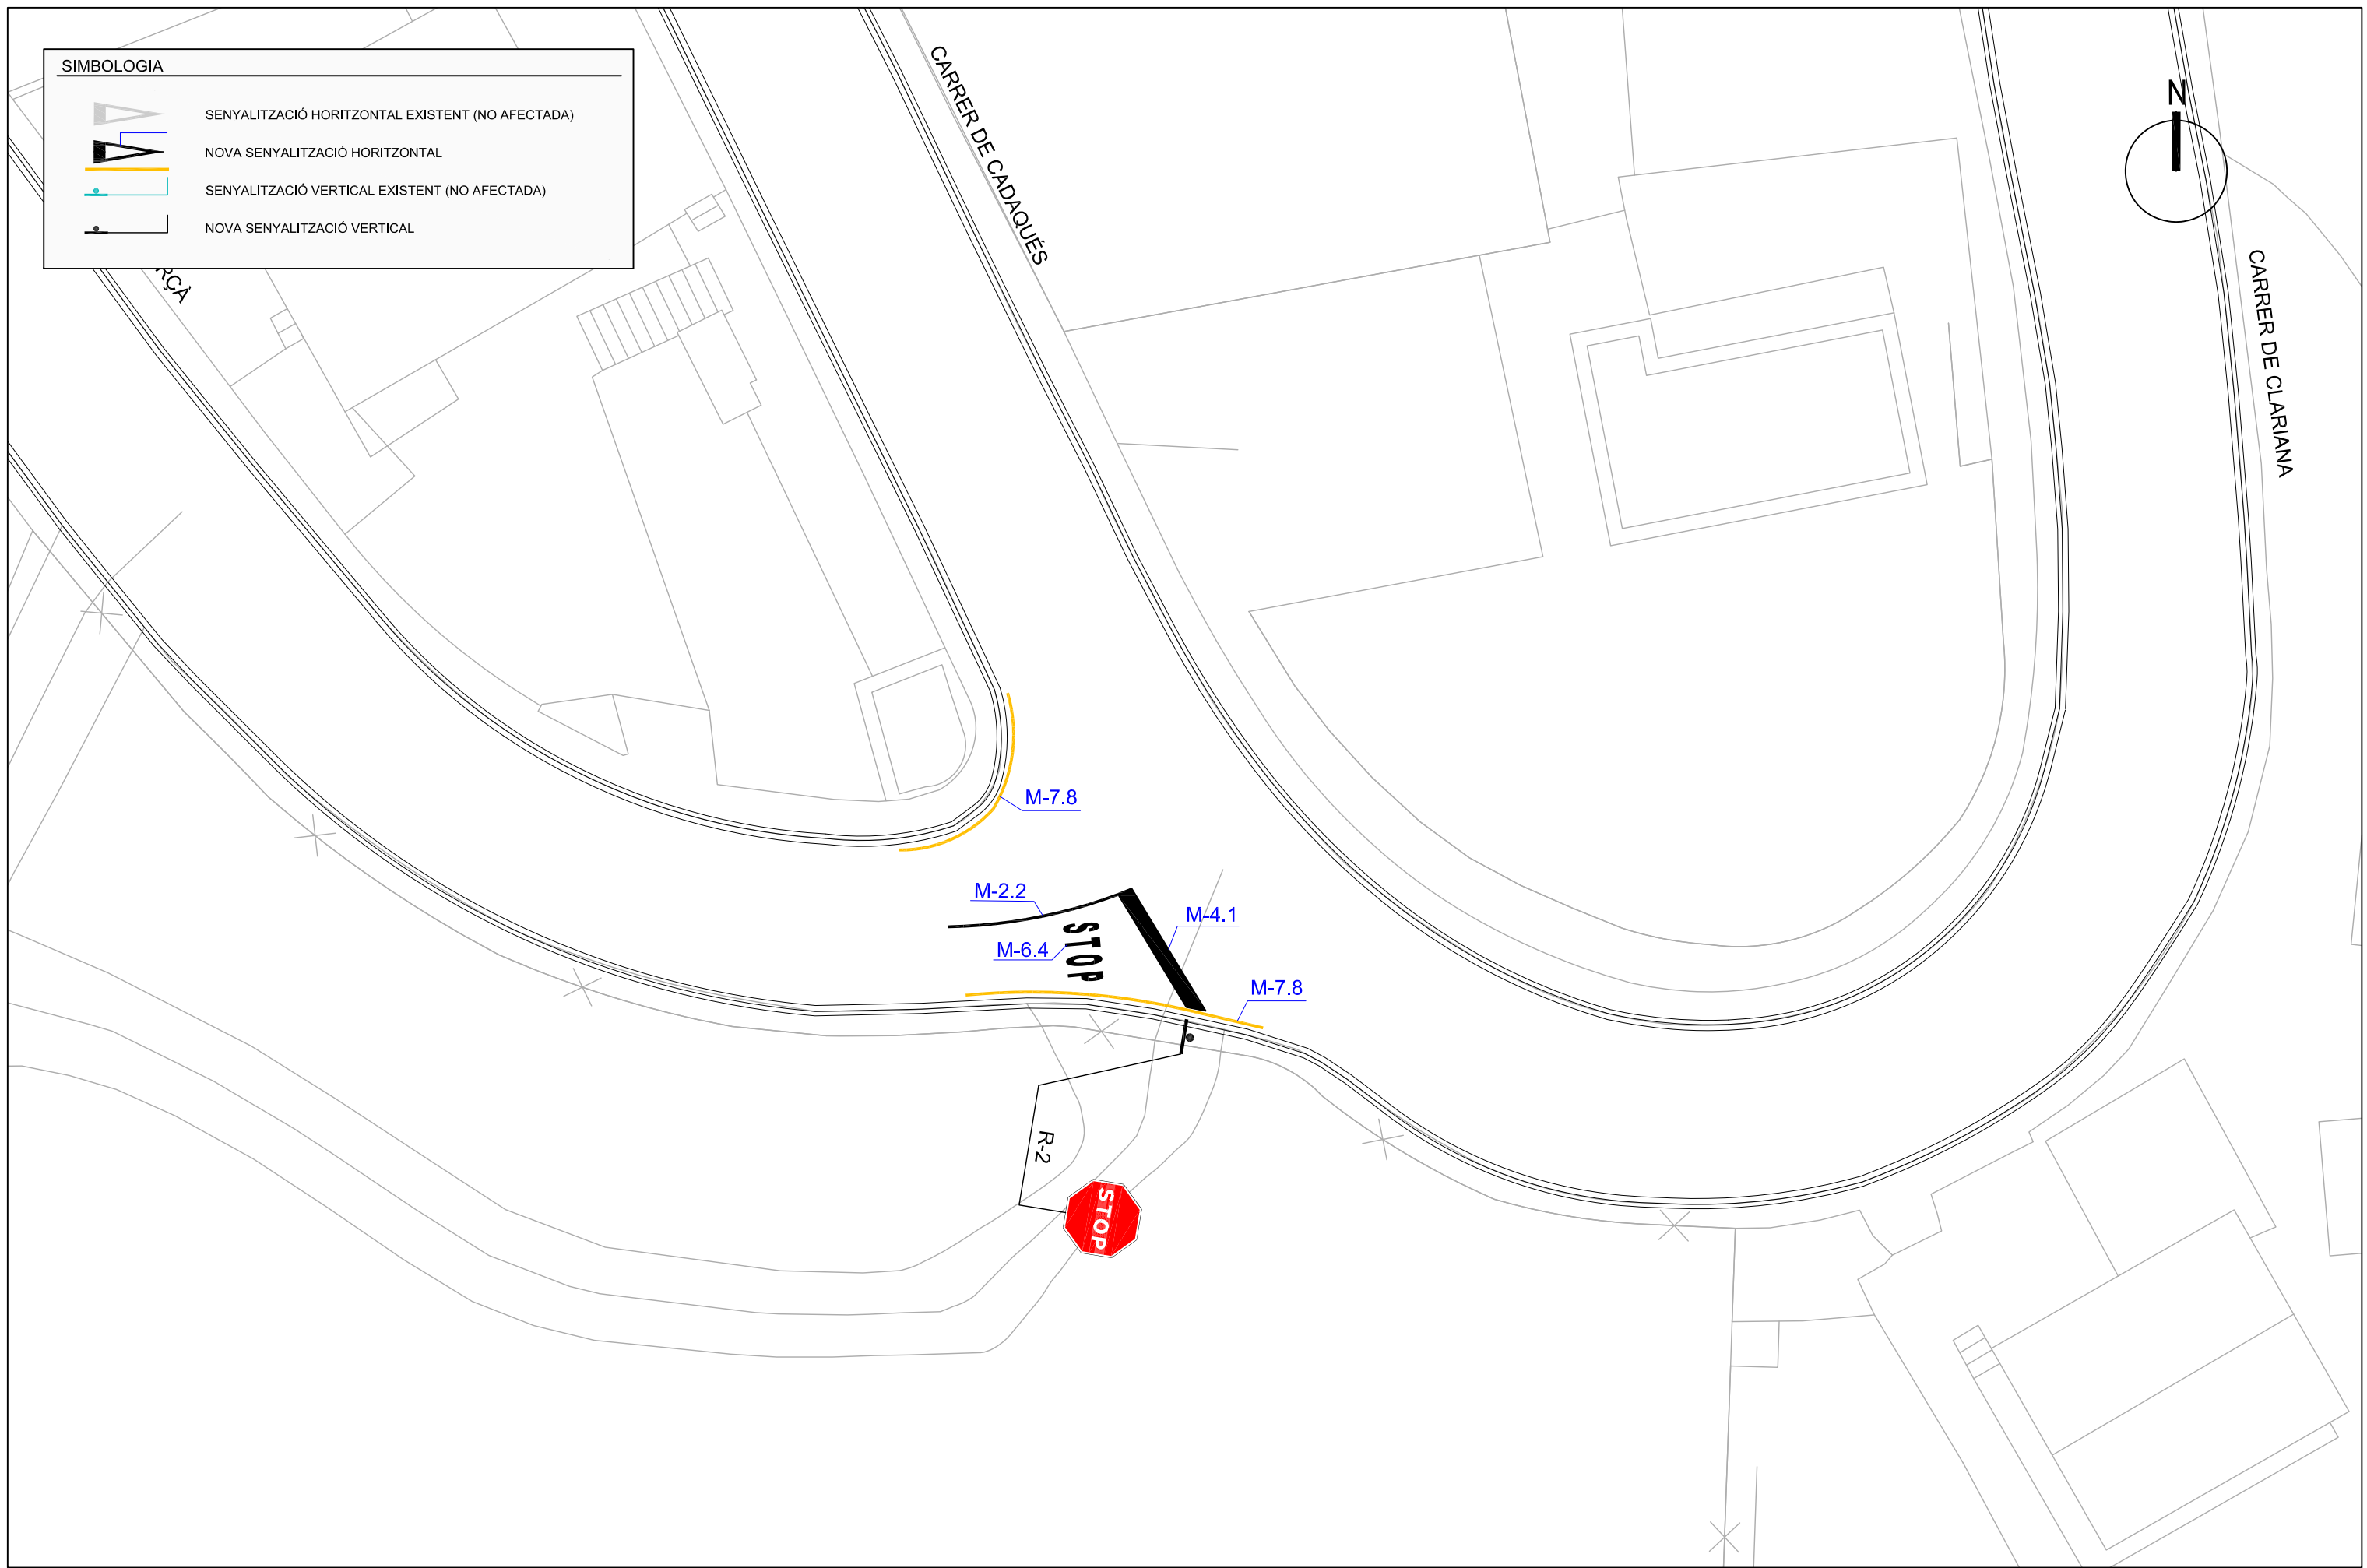 SIMBOLOGIA
SENYALITZACIÓ HORITZONTAL EXISTENT (NO AFECTADA)
NOVA SENYALITZACIÓ HORITZONTAL
SENYALITZACIÓ VERTICAL EXISTENT (NO AFECTADA)
NOVA SENYALITZACIÓ VERTICAL
RÇÀ
CARRER DE CADAQUÉS
N
CARRER DE CLARIANA
M-7.8
M-2.2
M-4.1
STOP
M-6.4
M-7.8
R-2
STOP